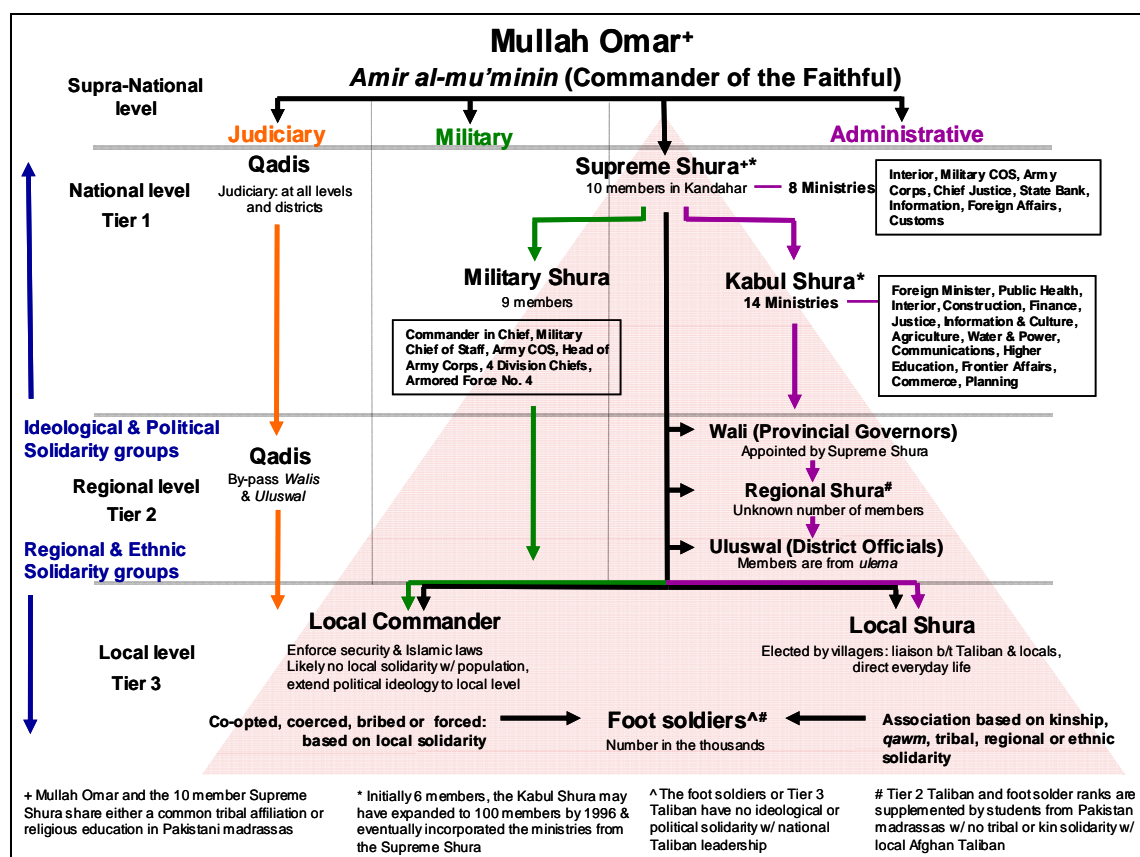 Mullah Omar+
Amir al-mu’minin (Commander of the Faithful)
Supra-National
level
Judiciary
Military
Administrative
National level
Tier 1
Qadis
Judiciary: at all levels
and districts
Supreme Shura+*
10 members in Kandahar
8 Ministries
Interior, Military COS, Army
Corps, Chief Justice, State Bank,
Information, Foreign Affairs,
Customs
Military Shura
9 members
Commander in Chief, Military
Chief of Staff, Army COS, Head of
Army Corps, 4 Division Chiefs,
Armored Force No. 4
Kabul Shura*
14 Ministries
Foreign Minister, Public Health,
Interior, Construction, Finance,
Justice, Information & Culture,
Agriculture, Water & Power,
Communications, Higher
Education, Frontier Affairs,
Commerce, Planning
Ideological & Political
Solidarity groups
Regional level
Tier 2
Regional & Ethnic
Solidarity groups
Qadis
By-pass Walis
& Uluswal
Wali (Provincial Governors)
Appointed by Supreme Shura
Regional Shura#
Unknown number of members
Uluswal (District Officials)
Members are from ulema
Local level
Tier 3
Local Commander
Enforce security & Islamic laws
Likely no local solidarity w/ population,
extend political ideology to local level
Local Shura
Elected by villagers: liaison b/t Taliban & locals,
direct everyday life
Co-opted, coerced, bribed or forced:
based on local solidarity
Foot soldiers^#
Number in the thousands
Association based on kinship,
qawm, tribal, regional or ethnic
solidarity
+ Mullah Omar and the 10 member Supreme
Shura share either a common tribal affiliation or
religious education in Pakistani madrassas
* Initially 6 members, the Kabul Shura may
have expanded to 100 members by 1996 &
eventually incorporated the ministries from
the Supreme Shura
^ The foot soldiers or Tier 3
Taliban have no ideological or
political solidarity w/ national
Taliban leadership
# Tier 2 Taliban and foot solder ranks are
supplemented by students from Pakistan
madrassas w/ no tribal or kin solidarity w/
local Afghan Taliban